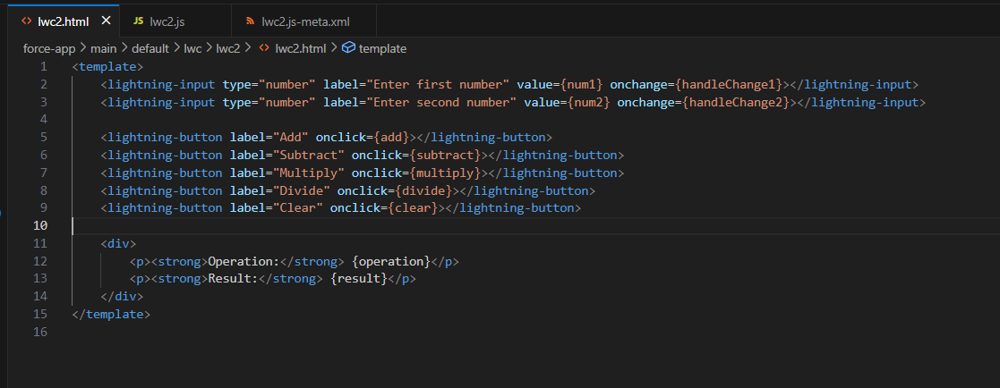 lwc2.html
JS lwc2.js
lwc2.js-meta.xml
force-app > main > default > lwc > lwc2 > <> lwc2.html > template
1 <template>
2 <lightning-input type="number" label="Enter first number" value={num1} onchange={handleChange1}></lightning-input>
3 <lightning-input type="number" label="Enter second number" value={num2} onchange={handleChange2}></lightning-input>
4
5 <lightning-button label="Add" onclick={add}></lightning-button>
6 <lightning-button label="Subtract" onclick={subtract}></lightning-button>
7 <lightning-button label="Multiply" onclick={multiply}></lightning-button>
8 <lightning-button label="Divide" onclick={divide}></lightning-button>
9 <lightning-button label="Clear" onclick={clear}></lightning-button>
10
11 <div>
12 <p><strong>Operation:</strong> {operation}</p>
13 <p><strong>Result:</strong> {result}</p>
14 </div>
15 </template>
16